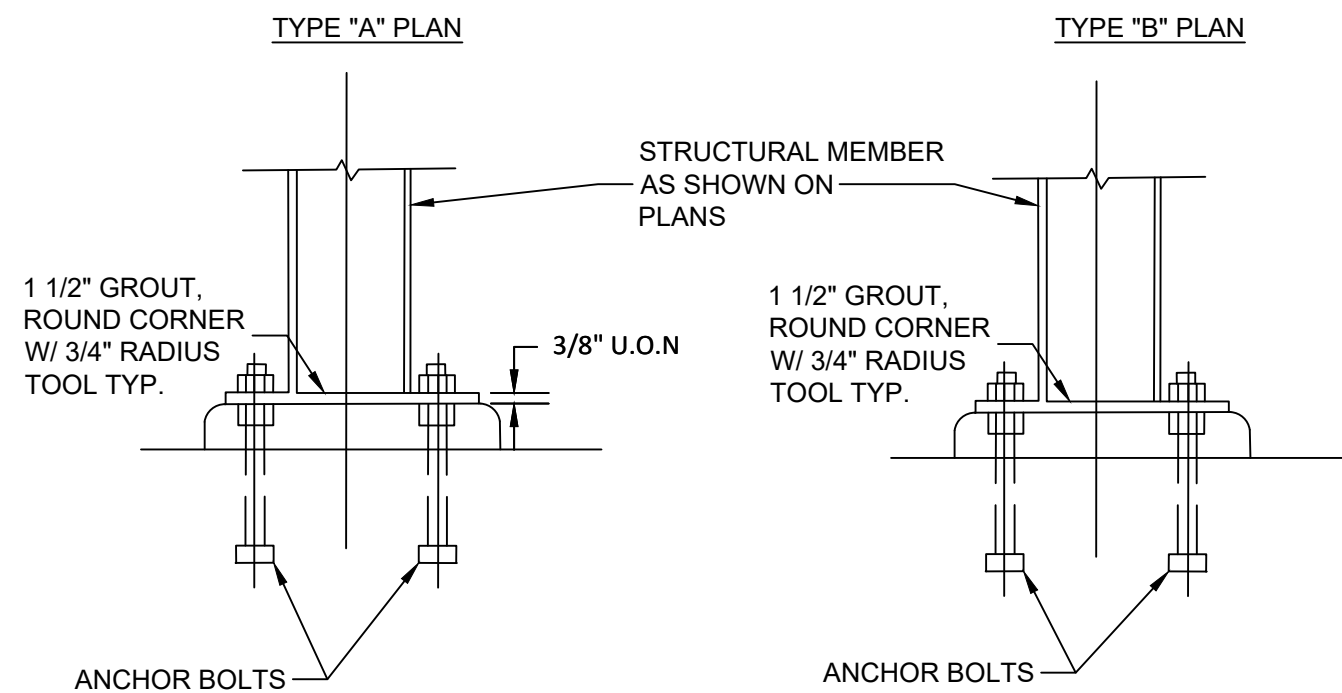 TYPE "A" PLAN
TYPE "B" PLAN
STRUCTURAL MEMBER
AS SHOWN ON
PLANS
1 1/2" GROUT,
ROUND CORNER
W/ 3/4" RADIUS
TOOL TYP.
3/8" U.O.N
1 1/2" GROUT,
ROUND CORNER
W/ 3/4" RADIUS
TOOL TYP.
ANCHOR BOLTS
ANCHOR BOLTS